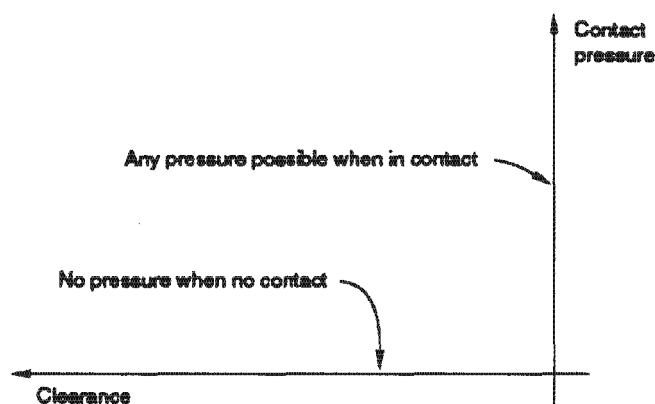 Contact
pressure
Any pressure possible when in contact
No pressure when no contact
Clearance